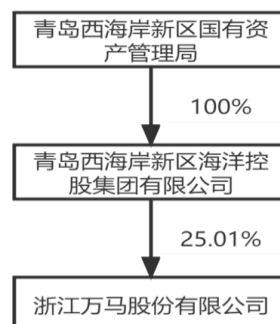 青岛西海岸新区国有资
产管理局
100%
青岛西海岸新区海洋控
股集团有限公司
25.01%
浙江万马股份有限公司